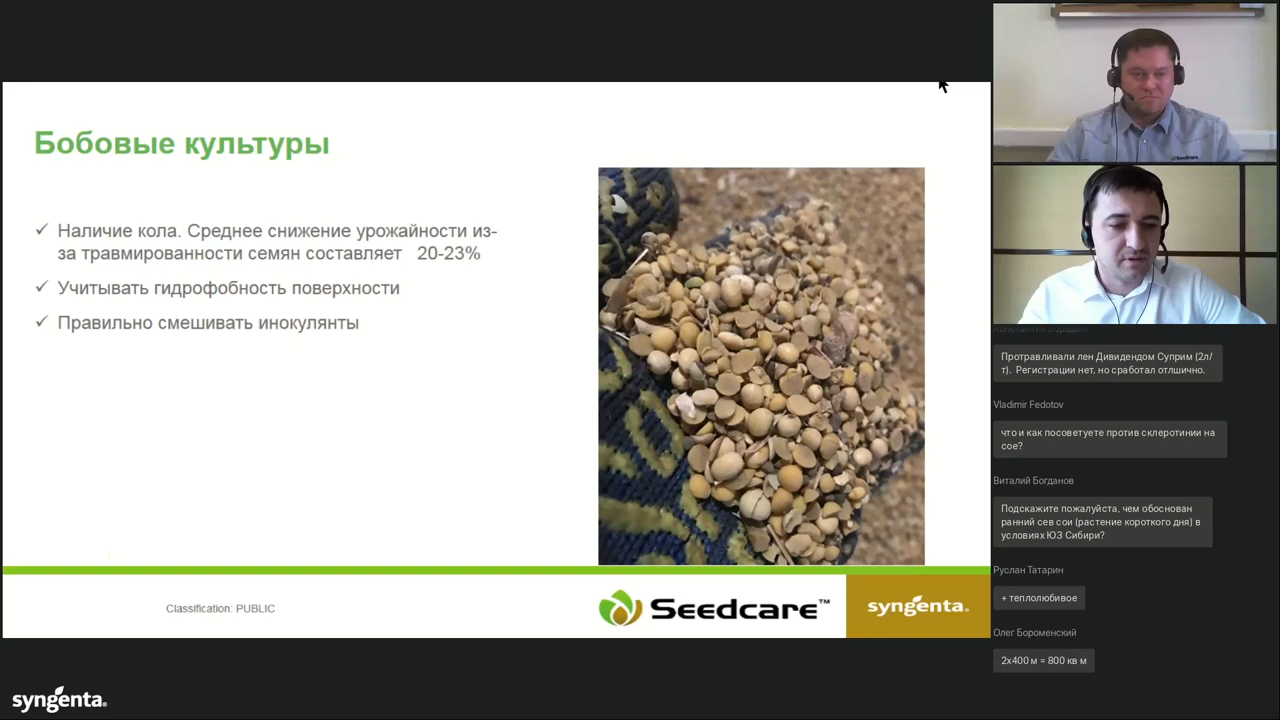 Бобовые культуры
✓ Наличие кола. Среднее снижение урожайности из-
за травмированности семян составляет 20-23%
✓ Учитывать гидрофобность поверхности
✓ Правильно смешивать инокулянты
Classification: PUBLIC
Seedcare™
syngenta.
syngenta.
Seedcare
Протравливали лен Дивидендом Суприм (2л/
т). Регистрации нет, но сработал отлшично.
Vladimir Fedotov
что и как посоветуете против склеротинии на
сое?
Виталий Богданов
Подскажите пожалуйста, чем обоснован
ранний сев сои (растение короткого дня) в
условиях ЮЗ Сибири?
Руслан Татарин
+ теплолюбивое
Олег Бороменский
2х400 м = 800 кв м